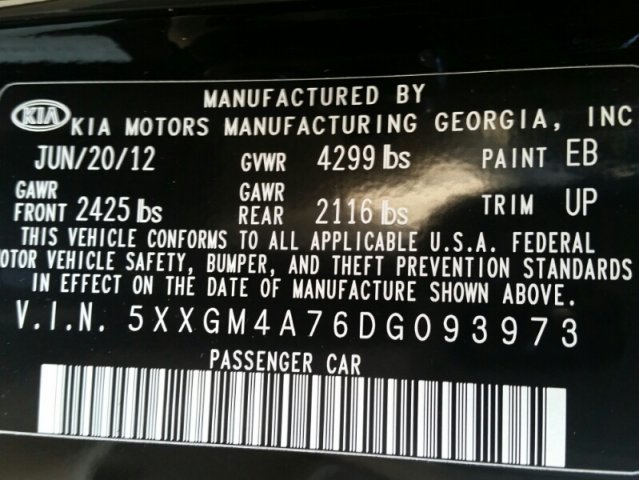 MANUFACTURED BY
KIA KIA MOTORS MANUFACTURING GEORGIA, INC
JUN/20/12 GVWR 4299 lbs PAINT EB
GAWR FRONT 2425 lbs GAWR REAR 2116 lbs TRIM UP
THIS VEHICLE CONFORMS TO ALL APPLICABLE U.S.A. FEDERAL
OTOR VEHICLE SAFETY, BUMPER, AND THEFT PREVENTION STANDARDS
IN EFFECT ON THE DATE OF MANUFACTURE SHOWN ABOVE.
V.I.N. 5XXGM4A76DG093973
PASSENGER CAR